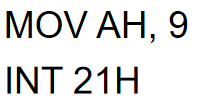 MOV AH, 9
INT 21H